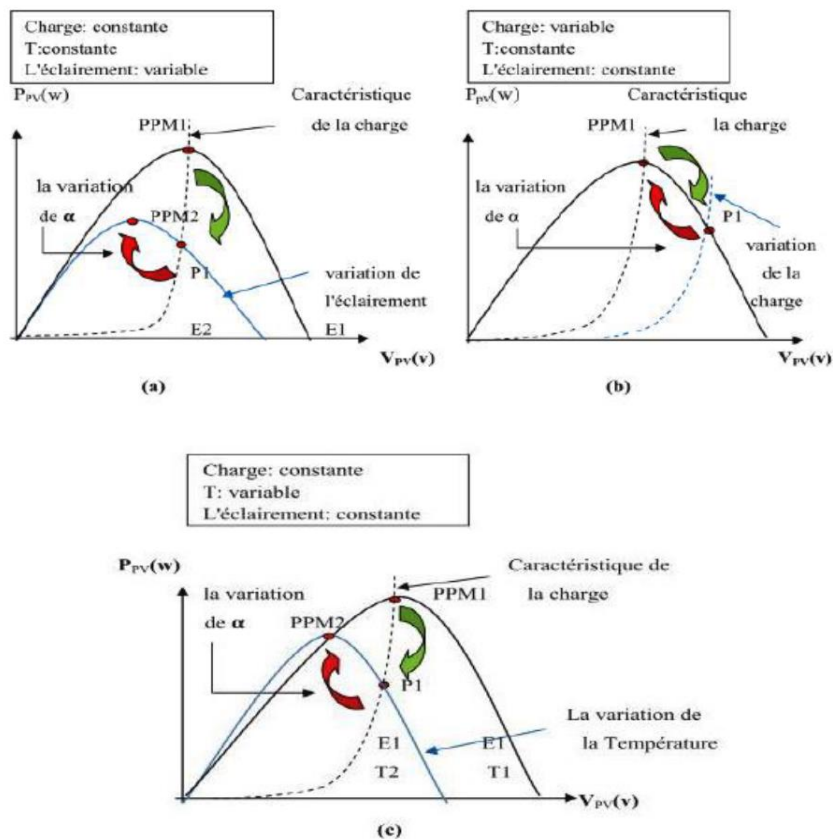 Charge: constante
T:constante
L'éclairement: variable
P_PV(w)
Caractéristique
de la charge
PPM1
la variation
de α
PPM2
P1
variation de
l'éclairement
E2
E1
V_PV(v)
(a)
Charge: variable
T:constante
L'éclairement: constante
P_pv(w)
Caractéristique
la charge
PPM1
la variation
de α
P1
variation
de la
charge
V_PV(v)
(b)
Charge: constante
T: variable
L'éclairement: constante
P_PV(w)
Caractéristique de
la charge
PPM1
la variation
de α
PPM2
P1
La variation de
la Température
E1
T2
E1
T1
V_PV(v)
(c)